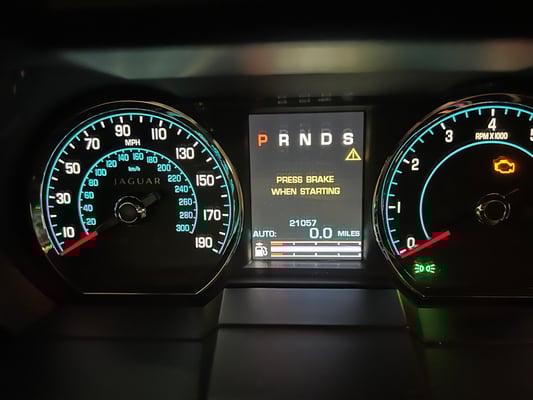 10 30 50 70 90 110 130 150 170 190
MPH
20 40 60 80 100 120 140 160 180 200 220 240 260 280 300
km/h
JAGUAR
P R N D S
PRESS BRAKE
WHEN STARTING
21057
AUTO: 0.0 MILES
0 1 2 3 4 5
RPM X 1000